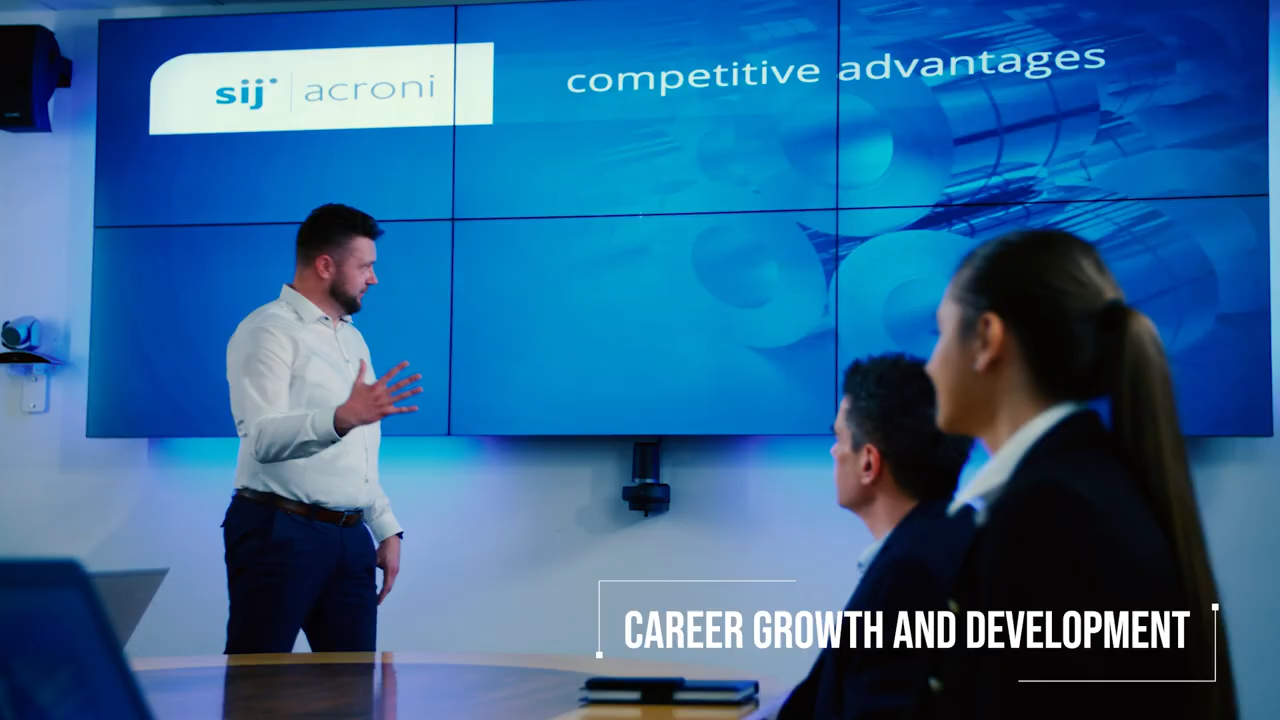 sij acroni
competitive advantages
CAREER GROWTH AND DEVELOPMENT